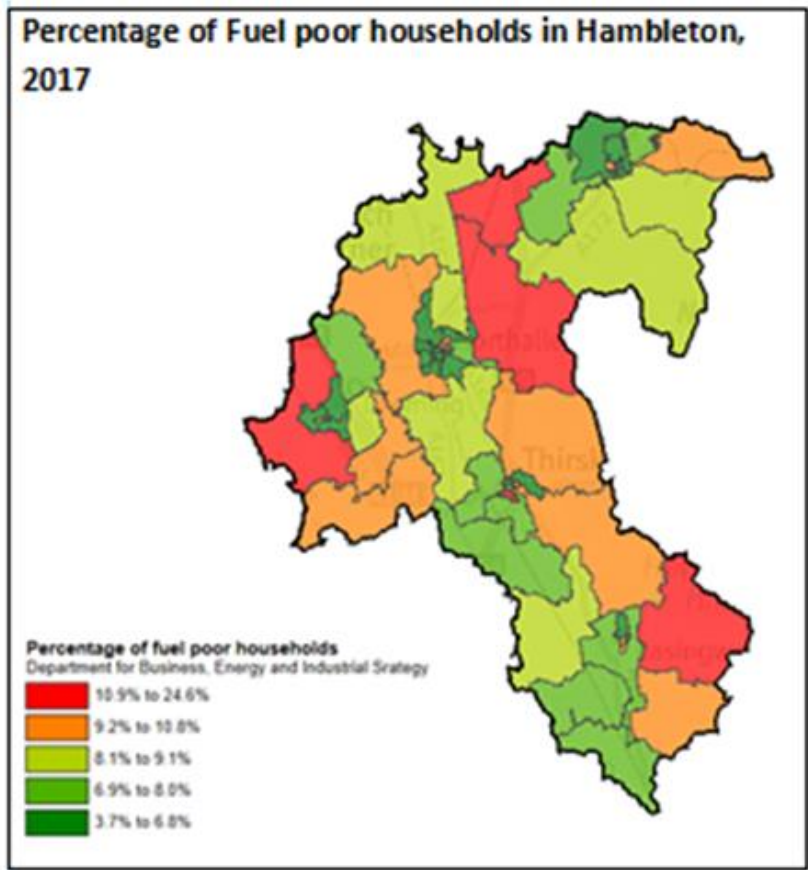 Percentage of Fuel poor households in Hambleton,
2017
Thirsk
Percentage of fuel poor households
Department for Business, Energy and Industrial Srategy
10.9% to 24.6%
9.2% to 10.8%
8.1% to 9.1%
6.9% to 8.0%
3.7% to 6.8%